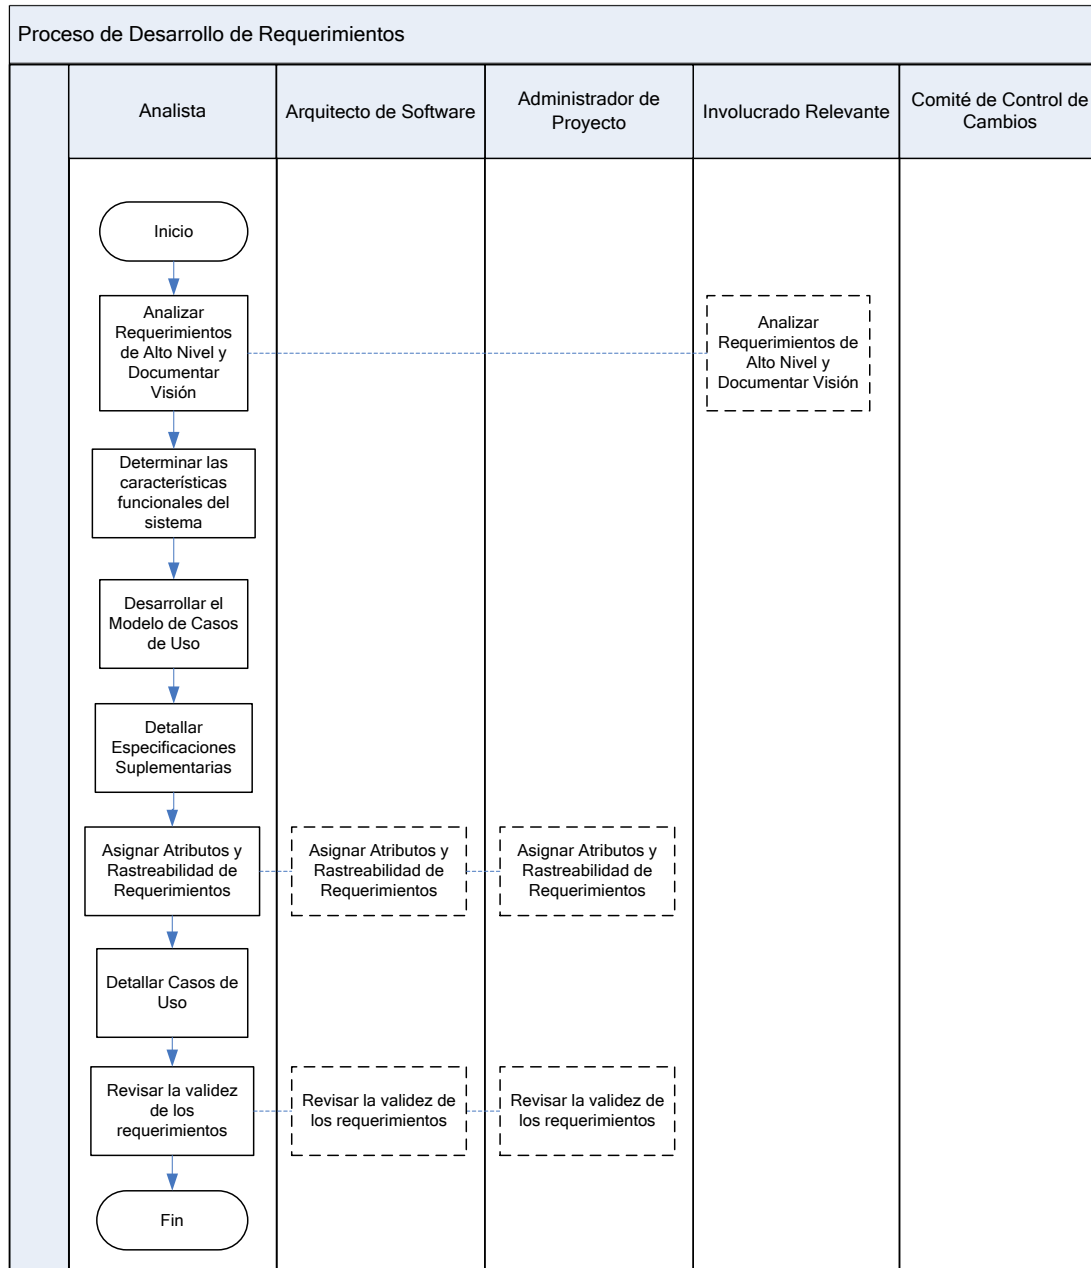 Proceso de Desarrollo de Requerimientos
Analista
Arquitecto de Software
Administrador de
Proyecto
Involucrado Relevante
Comité de Control de
Cambios
Inicio
Analizar
Requerimientos
de Alto Nivel y
Documentar
Visión
Analizar
Requerimientos de
Alto Nivel y
Documentar Visión
Determinar las
características
funcionales del
sistema
Desarrollar el
Modelo de Casos
de Uso
Detallar
Especificaciones
Suplementarias
Asignar Atributos y
Rastreabilidad de
Requerimientos
Asignar Atributos y
Rastreabilidad de
Requerimientos
Asignar Atributos y
Rastreabilidad de
Requerimientos
Detallar Casos de
Uso
Revisar la validez
de los
requerimientos
Revisar la validez de
los requerimientos
Revisar la validez de
los requerimientos
Fin